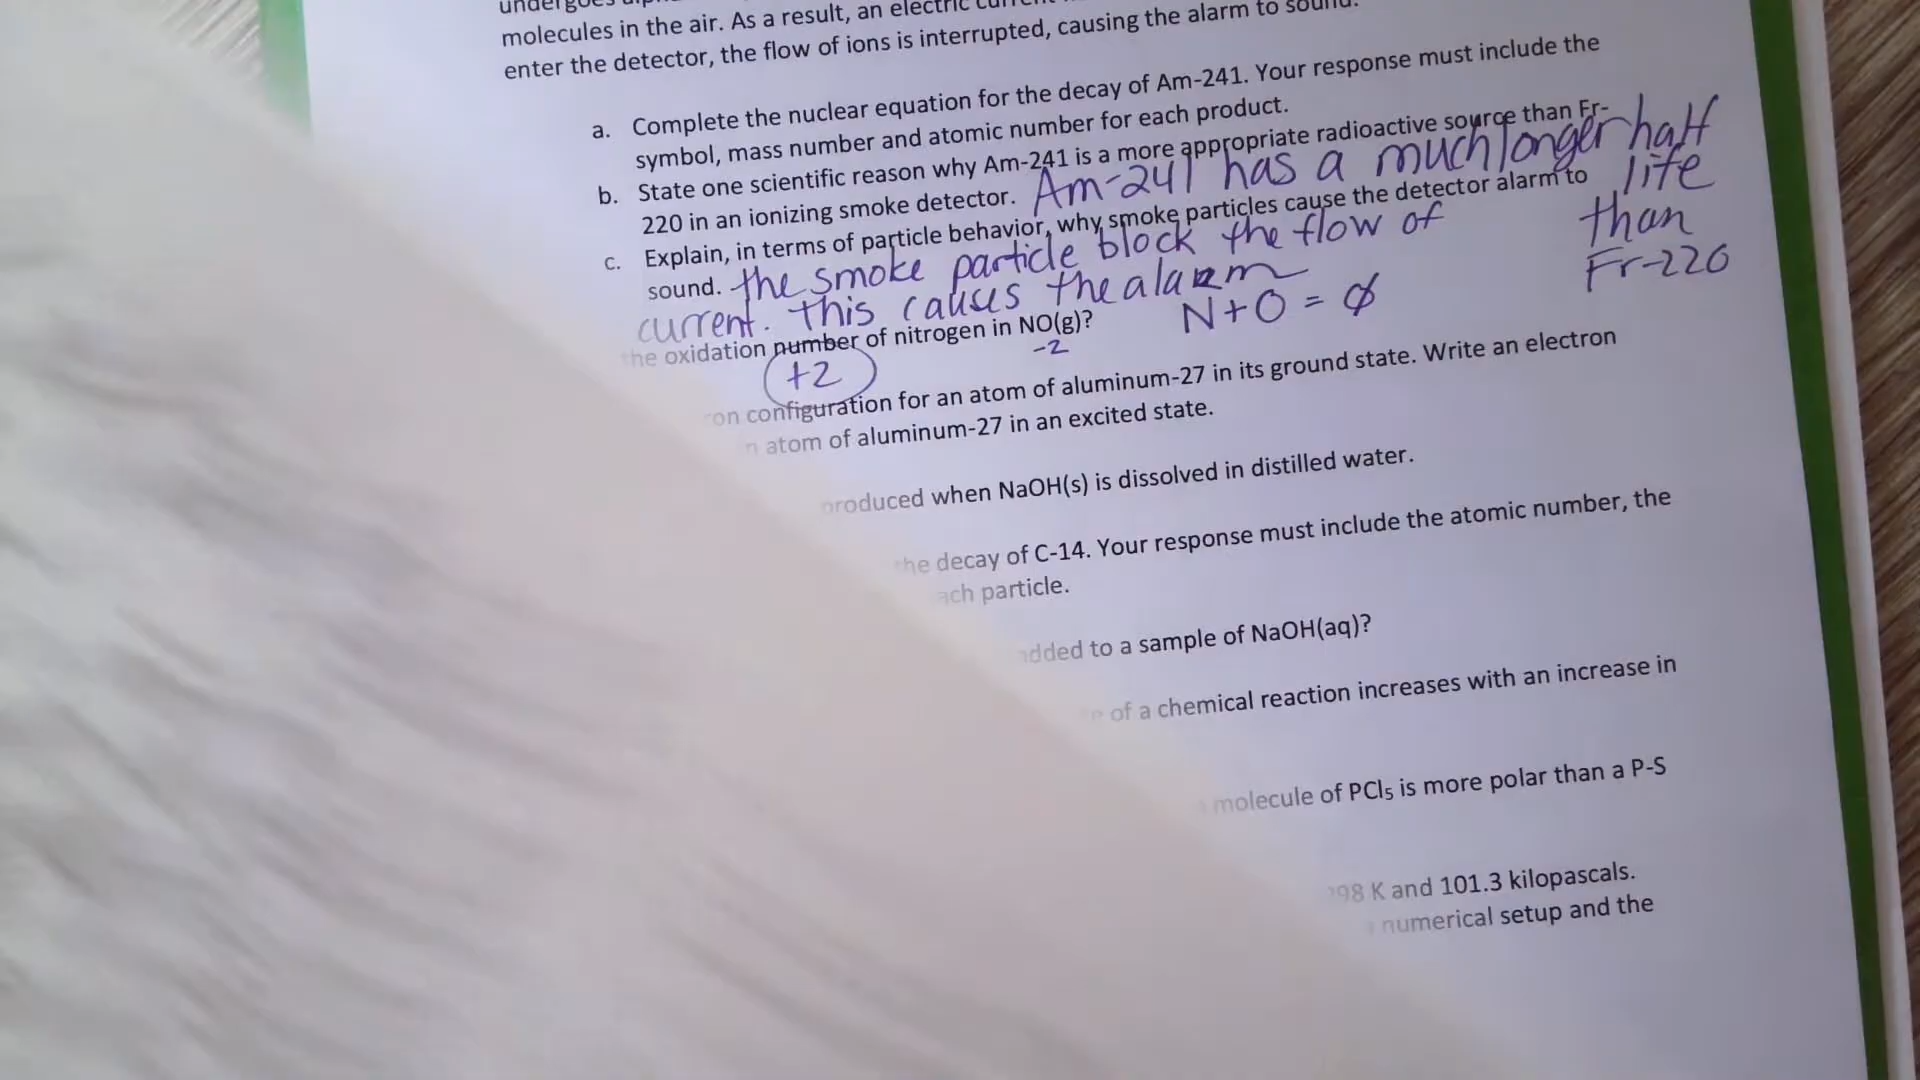 molecules in the air. As a result, an electric
enter the detector, the flow of ions is interrupted, causing the alarm to sound.
a. Complete the nuclear equation for the decay of Am-241. Your response must include the
symbol, mass number and atomic number for each product.
b. State one scientific reason why Am-241 is a more appropriate radioactive source than Fr-
220 in an ionizing smoke detector. Am-241 has a much longer half
life
than
Fr-220
c. Explain, in terms of particle behavior, why smoke particles cause the detector alarm to
sound. the smoke particle block the flow of
current. this causes the alarm
N+O = 0
the oxidation number of nitrogen in NO(g)?
-2
+2
on configuration for an atom of aluminum-27 in its ground state. Write an electron
n atom of aluminum-27 in an excited state.
produced when NaOH(s) is dissolved in distilled water.
the decay of C-14. Your response must include the atomic number, the
ach particle.
added to a sample of NaOH(aq)?
of a chemical reaction increases with an increase in
molecule of PCl₅ is more polar than a P-S
298 K and 101.3 kilopascals.
numerical setup and the